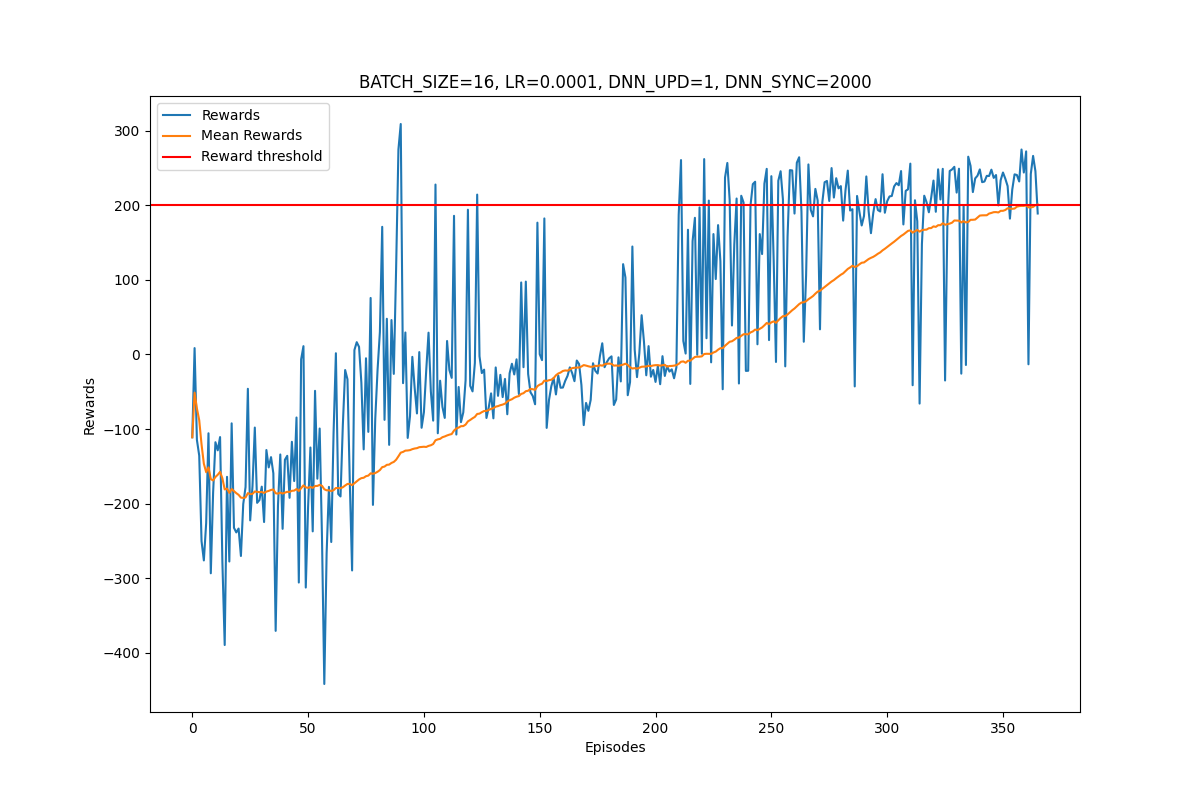 BATCH_SIZE=16, LR=0.0001, DNN_UPD=1, DNN_SYNC=2000
Rewards
Mean Rewards
Reward threshold
300
200
100
0
−100
−200
−300
−400
Rewards
0
50
100
150
200
250
300
350
Episodes